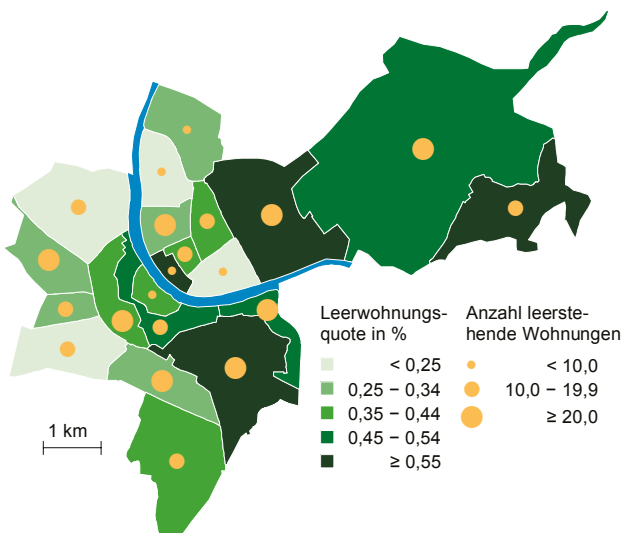 Leerwohnungs-
quote in %
< 0,25
0,25 – 0,34
0,35 – 0,44
0,45 – 0,54
≥ 0,55
Anzahl leerste-
hende Wohnungen
< 10,0
10,0 – 19,9
≥ 20,0
1 km